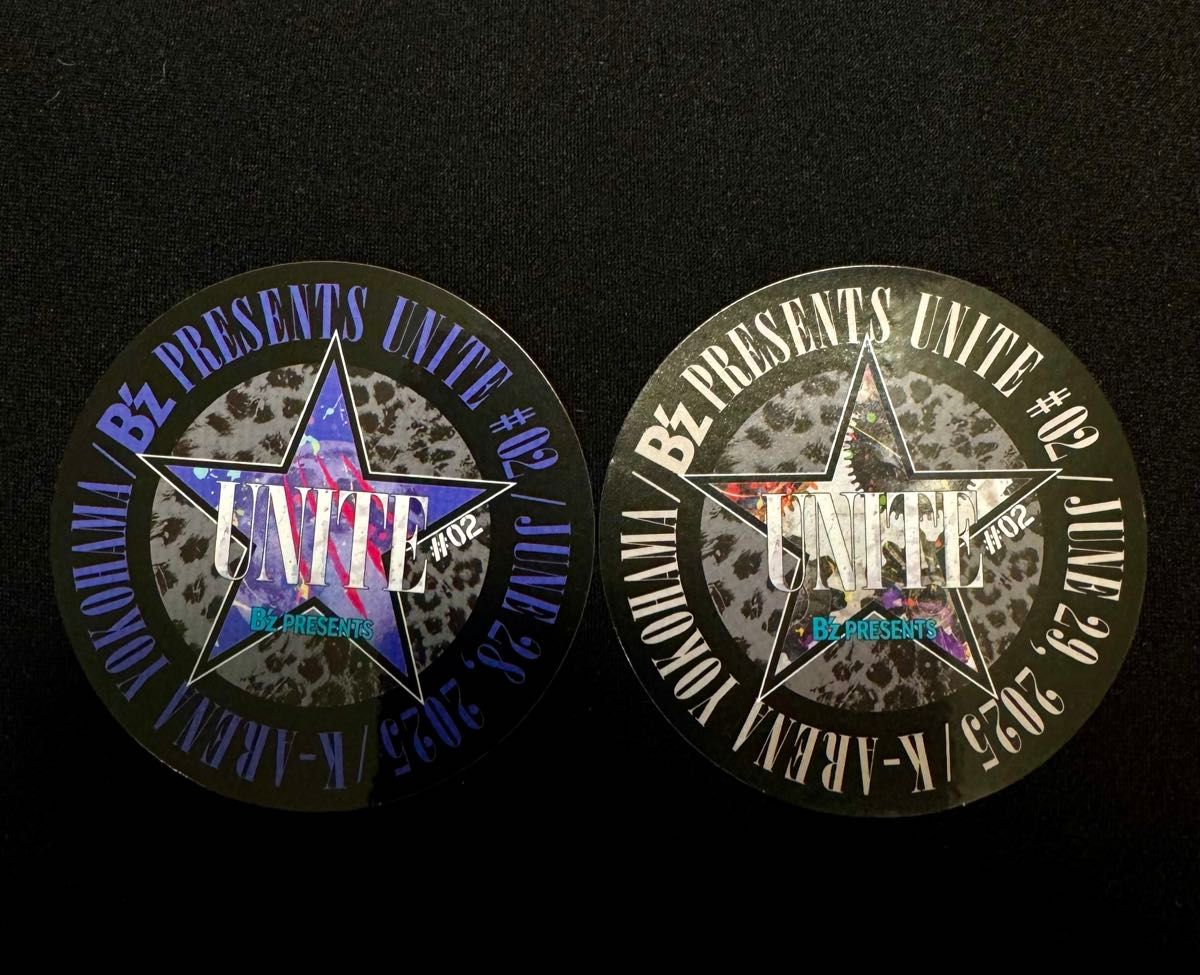 B'z PRESENTS UNITE #02 / JUNE 28, 2025 / K-ARENA YOKOHAMA /
UNITE
#02
B'z PRESENTS
B'z PRESENTS UNITE #02 / JUNE 29, 2025 / K-ARENA YOKOHAMA /
UNITE
#02
B'z PRESENTS